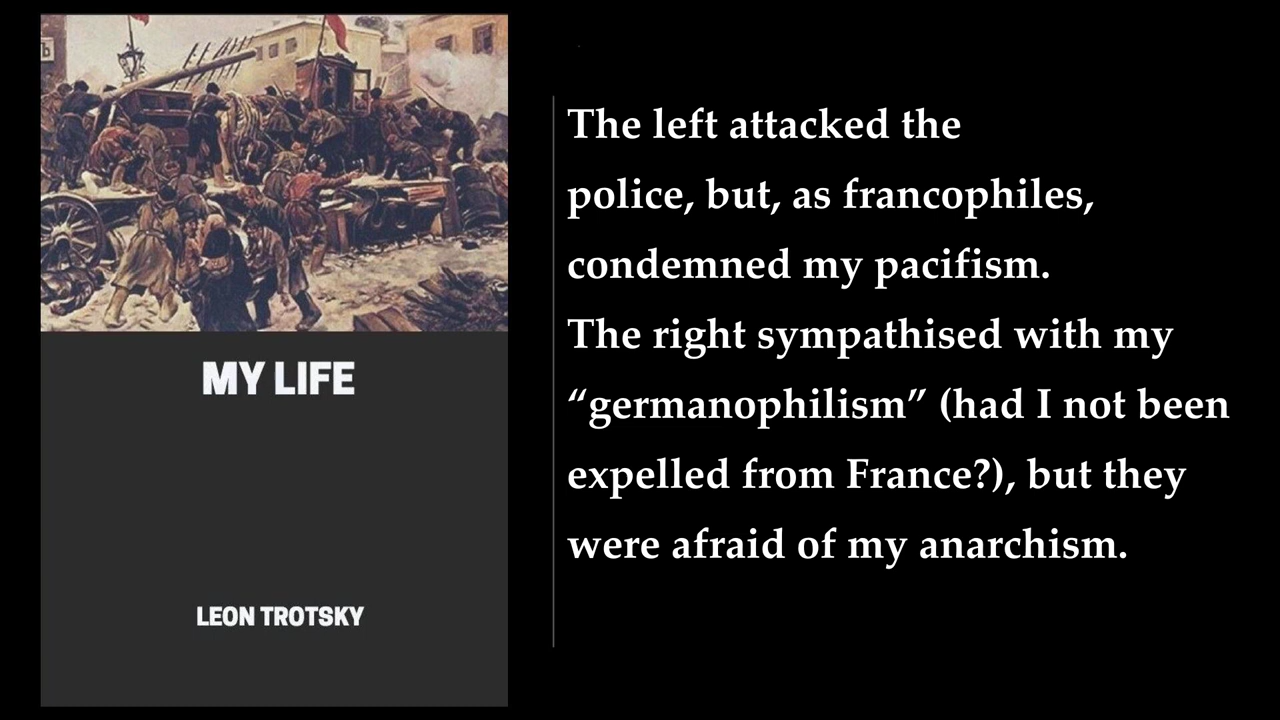 MY LIFE
LEON TROTSKY
The left attacked the
police, but, as francophiles,
condemned my pacifism.
The right sympathised with my
“germanophilism” (had I not been
expelled from France?), but they
were afraid of my anarchism.